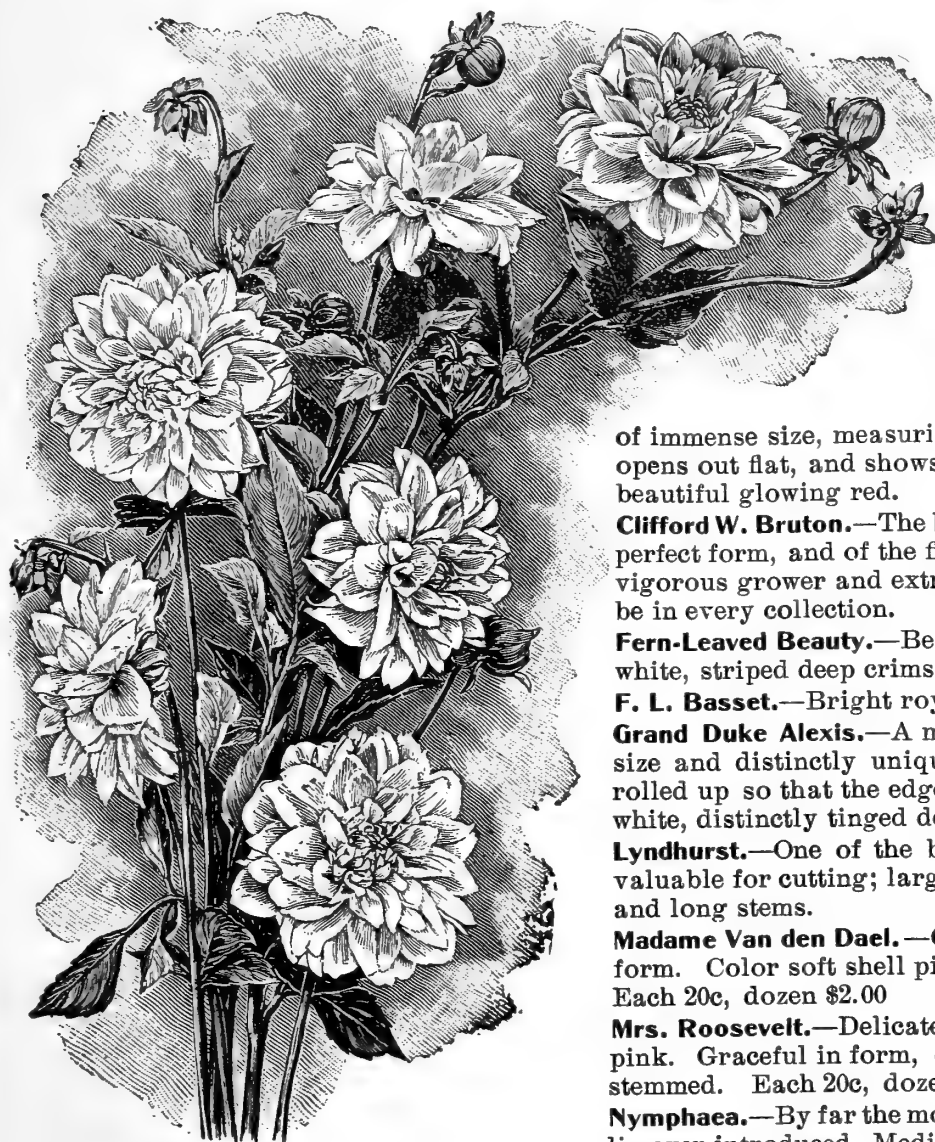 of immense size, measuri
opens out flat, and shows
beautiful glowing red.
Clifford W. Bruton.—The
perfect form, and of the fi
vigorous grower and extr
be in every collection.
Fern-Leaved Beauty.—Be
white, striped deep crims
F. L. Basset.—Bright roy
Grand Duke Alexis.—A m
size and distinctly uniqu
rolled up so that the edge
white, distinctly tinged de
Lyndhurst.—One of the b
valuable for cutting; larg
and long stems.
Madame Van den Dael.—
form. Color soft shell pi
Each 20c, dozen $2.00
Mrs. Roosevelt.—Delicate
pink. Graceful in form,
stemmed. Each 20c, doze
Nymphaea.—By far the mo
introduced.